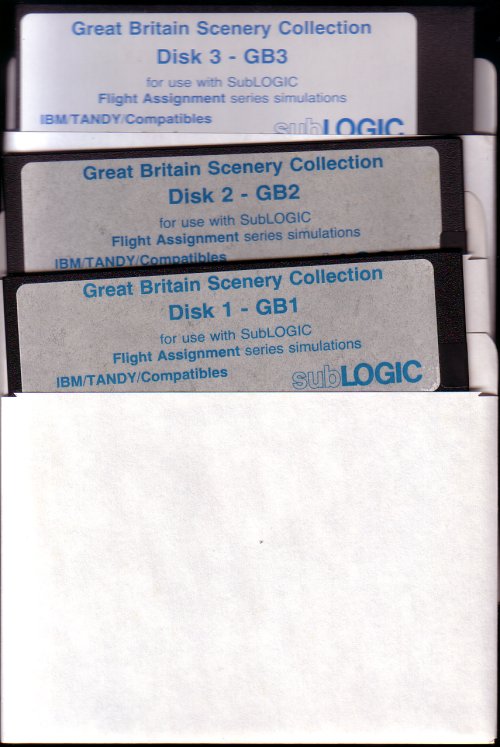 Great Britain Scenery Collection
Disk 3 - GB3
for use with SubLOGIC
Flight Assignment series simulations
IBM/TANDY/Compatibles
subLOGIC
Great Britain Scenery Collection
Disk 2 - GB2
for use with SubLOGIC
Flight Assignment series simulations
IBM/TANDY/Compatibles
Great Britain Scenery Collection
Disk 1 - GB1
for use with SubLOGIC
Flight Assignment series simulations
IBM/TANDY/Compatibles
subLOGIC